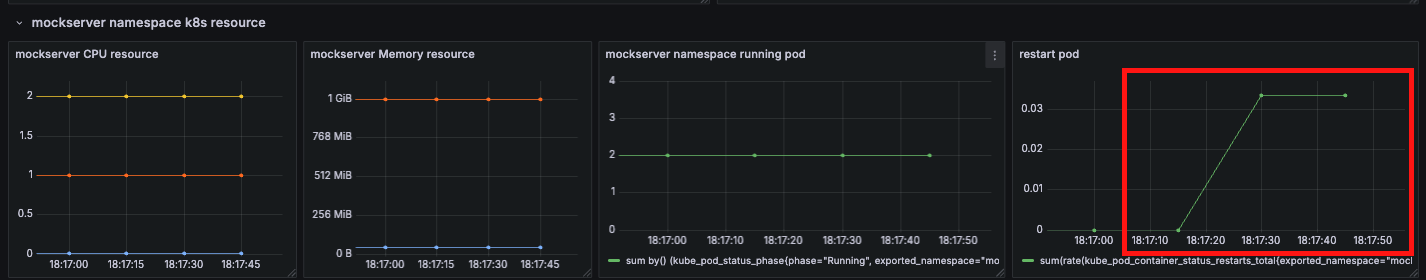 mockserver namespace k8s resource
mockserver CPU resource
mockserver Memory resource
mockserver namespace running pod
restart pod
2
1.5
1
0.5
0
18:17:00 18:17:15 18:17:30 18:17:45
1 GiB
768 MiB
512 MiB
256 MiB
0 B
18:17:00 18:17:15 18:17:30 18:17:45
4
3
2
1
0
18:17:00 18:17:10 18:17:20 18:17:30 18:17:40 18:17:50
sum by() (kube_pod_status_phase{phase="Running", exported_namespace="mo
0.03
0.02
0.01
0
18:17:00 18:17:10 18:17:20 18:17:30 18:17:40 18:17:50
sum(rate(kube_pod_container_status_restarts_total{exported_namespace="moc